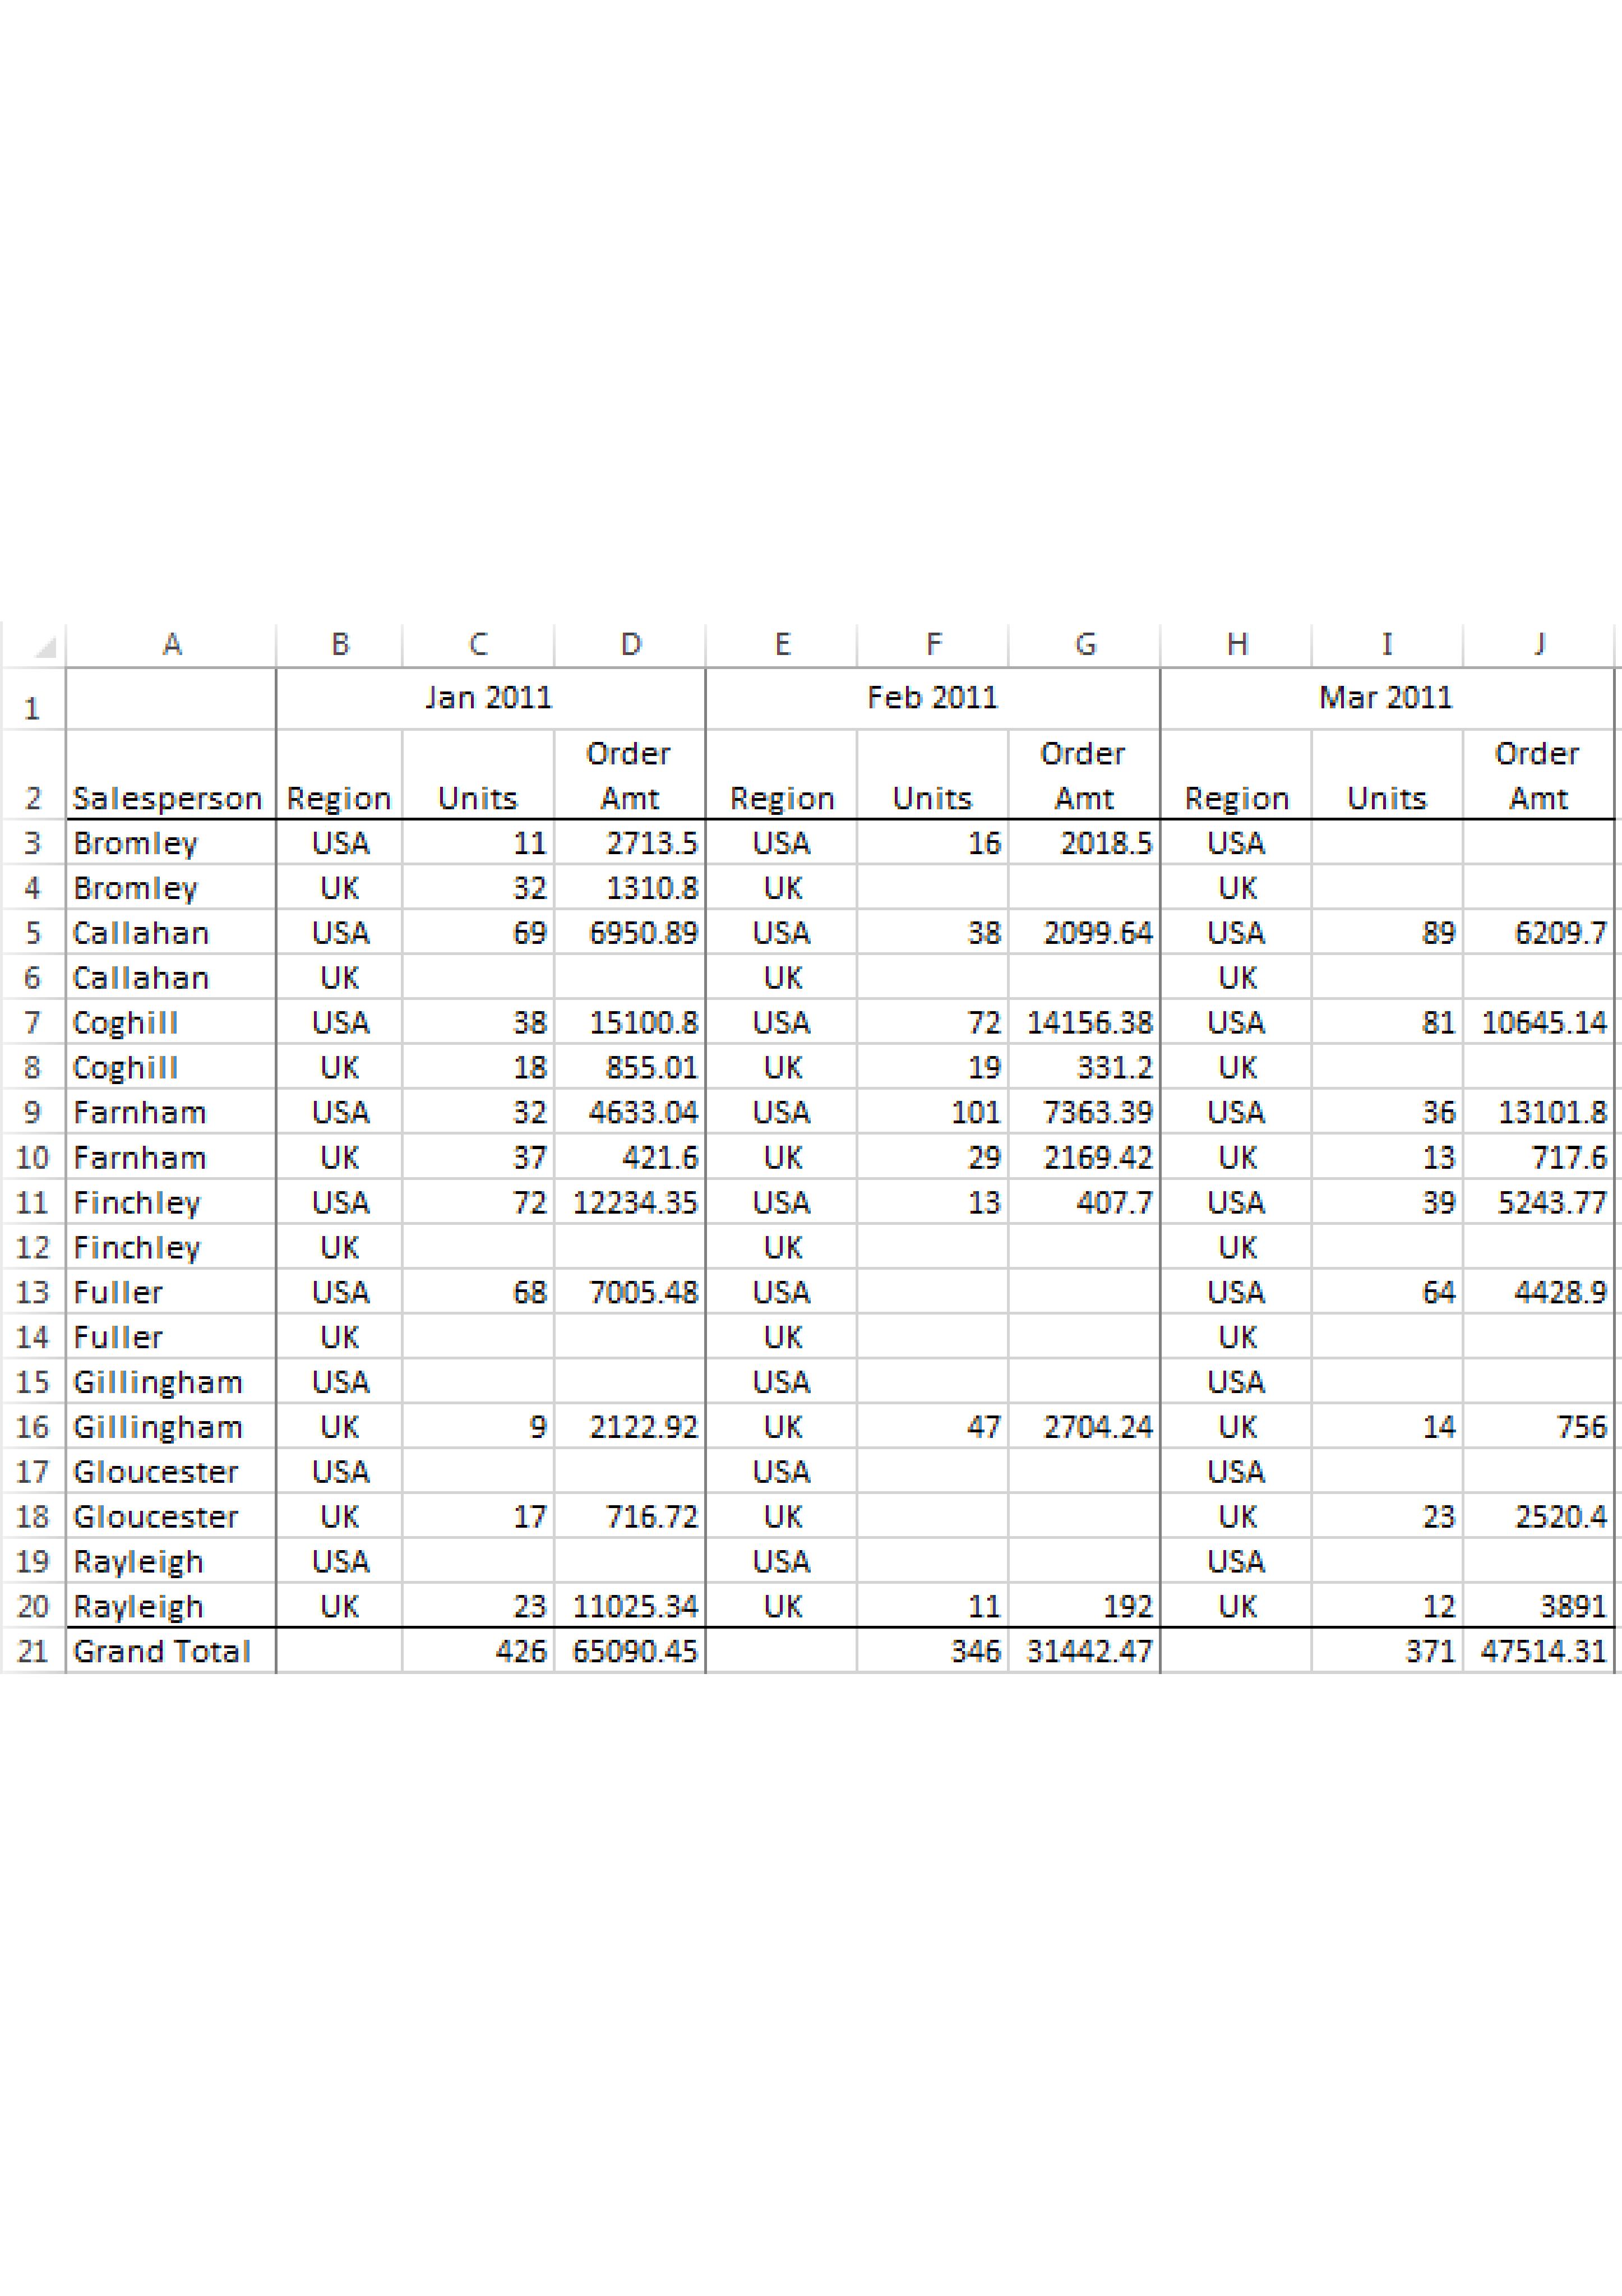 A B C D E F G H I J
1 Jan 2011 Feb 2011 Mar 2011
2 Salesperson Region Units Order Amt Region Units Order Amt Region Units Order Amt
3 Bromley USA 11 2713.5 USA 16 2018.5 USA
4 Bromley UK 32 1310.8 UK UK
5 Callahan USA 69 6950.89 USA 38 2099.64 USA 89 6209.7
6 Callahan UK UK UK
7 Coghill USA 38 15100.8 USA 72 14156.38 USA 81 10645.14
8 Coghill UK 18 855.01 UK 19 331.2 UK
9 Farnham USA 32 4633.04 USA 101 7363.39 USA 36 13101.8
10 Farnham UK 37 421.6 UK 29 2169.42 UK 13 717.6
11 Finchley USA 72 12234.35 USA 13 407.7 USA 39 5243.77
12 Finchley UK UK UK
13 Fuller USA 68 7005.48 USA USA 64 4428.9
14 Fuller UK UK UK
15 Gillingham USA USA USA
16 Gillingham UK 9 2122.92 UK 47 2704.24 UK 14 756
17 Gloucester USA USA USA
18 Gloucester UK 17 716.72 UK UK 23 2520.4
19 Rayleigh USA USA USA
20 Rayleigh UK 23 11025.34 UK 11 192 UK 12 3891
21 Grand Total 426 65090.45 346 31442.47 371 47514.31